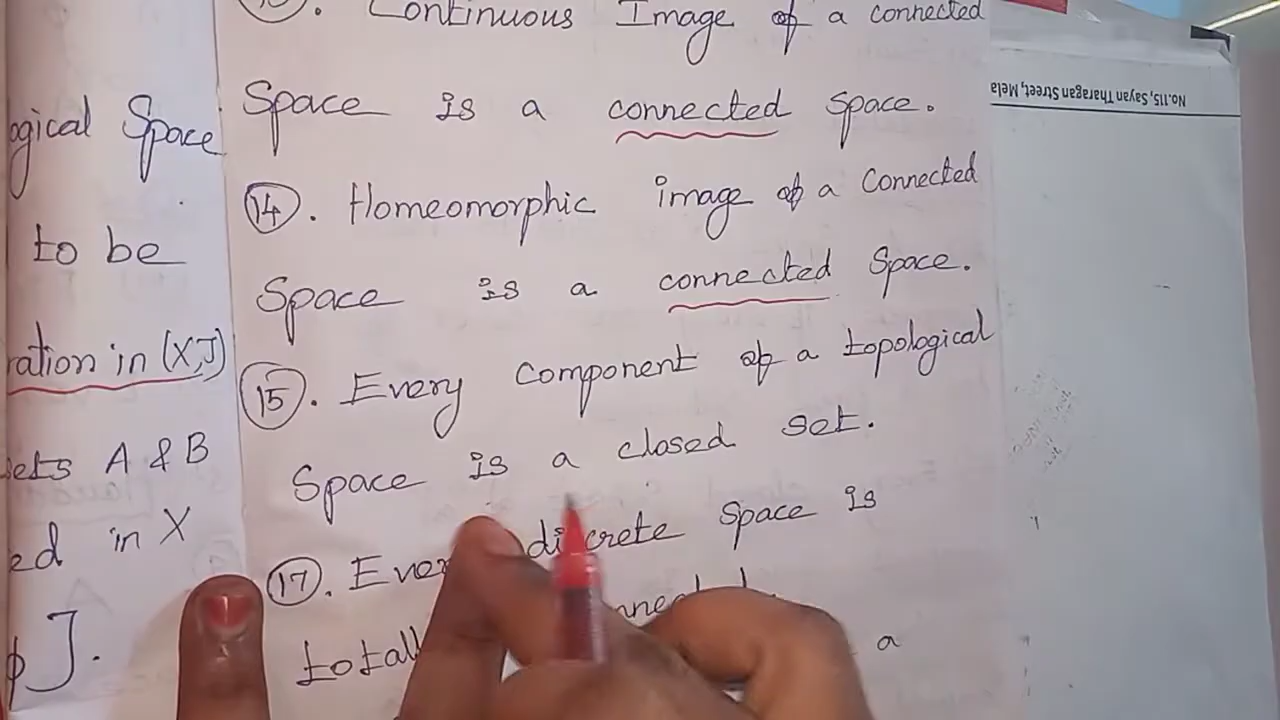 ogical Space
to be
ration in (X,J)
sets A & B
ed in X
J.
Continuous Image of a connected
Space is a connected Space.
14. Homeomorphic image of a Connected
Space is a connected Space.
15. Every component of a topological
Space is a closed set.
17. Every discrete Space is
totall
a
No.115, Sayan Tharagan Street, Mela